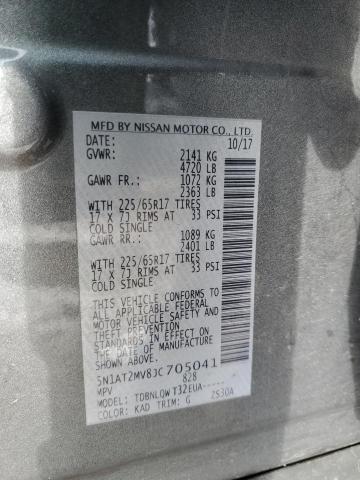 MFD BY NISSAN MOTOR CO., LTD.
DATE: 10/17
GVWR: 2141 KG
4720 LB
GAWR FR.: 1072 KG
2363 LB
WITH 225/65R17 TIRES
17 X 7J RIMS AT 33 PSI
COLD SINGLE
GAWR RR.: 1089 KG
2401 LB
WITH 225/65R17 TIRES
17 X 7J RIMS AT 33 PSI
COLD SINGLE
THIS VEHICLE CONFORMS TO
ALL APPLICABLE FEDERAL
MOTOR VEHICLE SAFETY AND
THEFT PREVENTION
STANDARDS IN EFFECT ON
THE DATE OF MANUFACTURE
SHOWN ABOVE.
5N1AT2MV8JC705041
MPV 828
MODEL: TDBNLOW T32EUA-----
COLOR: KAD TRIM: G 2S30A